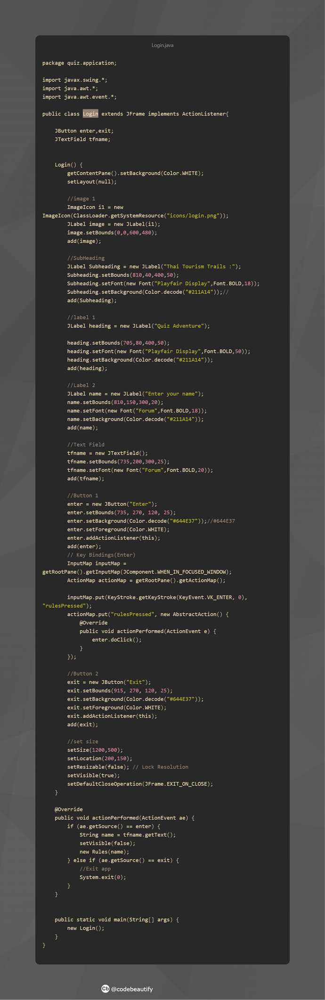 Login.java
package quiz.appication;
import javax.swing.*;
import java.awt.*;
import java.awt.event.*;
public class Login extends JFrame implements ActionListener{
JButton enter,exit;
JTextField tfname;
Login() {
getContentPane().setBackground(Color.WHITE);
setLayout(null);
//image 1
ImageIcon i1 = new
ImageIcon(ClassLoader.getSystemResource("icons/login.png"));
JLabel image = new JLabel(i1);
image.setBounds(0,0,600,480);
add(image);
//SubHeading
JLabel Subheading = new JLabel("Thai Tourism Trails :");
Subheading.setBounds(810,40,400,50);
Subheading.setFont(new Font("Playfair Display",Font.BOLD,18));
Subheading.setBackground(Color.decode("#211A14"));//
add(Subheading);
//label 1
JLabel heading = new JLabel("Quiz Adventure");
heading.setBounds(705,80,400,50);
heading.setFont(new Font("Playfair Display",Font.BOLD,50));
heading.setBackground(Color.decode("#211A14"));
add(heading);
//Label 2
JLabel name = new JLabel("Enter your name");
name.setBounds(810,150,300,20);
name.setFont(new Font("Forum",Font.BOLD,18));
name.setBackground(Color.decode("#211A14"));
add(name);
//Text Field
tfname = new JTextField();
tfname.setBounds(735,200,300,25);
tfname.setFont(new Font("Forum",Font.BOLD,20));
add(tfname);
//Button 1
enter = new JButton("Enter");
enter.setBounds(735, 270, 120, 25);
enter.setBackground(Color.decode("#644E37"));//#644E37
enter.setForeground(Color.WHITE);
enter.addActionListener(this);
add(enter);
// Key Bindings(Enter)
InputMap inputMap =
getRootPane().getInputMap(JComponent.WHEN_IN_FOCUSED_WINDOW);
ActionMap actionMap = getRootPane().getActionMap();
inputMap.put(KeyStroke.getKeyStroke(KeyEvent.VK_ENTER, 0),
"rulesPressed");
actionMap.put("rulesPressed", new AbstractAction() {
@Override
public void actionPerformed(ActionEvent e) {
enter.doClick();
}
});
//Button 2
exit = new JButton("Exit");
exit.setBounds(915, 270, 120, 25);
exit.setBackground(Color.decode("#644E37"));
exit.setForeground(Color.WHITE);
exit.addActionListener(this);
add(exit);
//set size
setSize(1200,500);
setLocation(200,150);
setResizable(false); // Lock Resolution
setVisible(true);
setDefaultCloseOperation(JFrame.EXIT_ON_CLOSE);
}
@Override
public void actionPerformed(ActionEvent ae) {
if (ae.getSource() == enter) {
String name = tfname.getText();
setVisible(false);
new Rules(name);
} else if (ae.getSource() == exit) {
//Exit app
System.exit(0);
}
}
public static void main(String[] args) {
new Login();
}
}
Cb @codebeautify